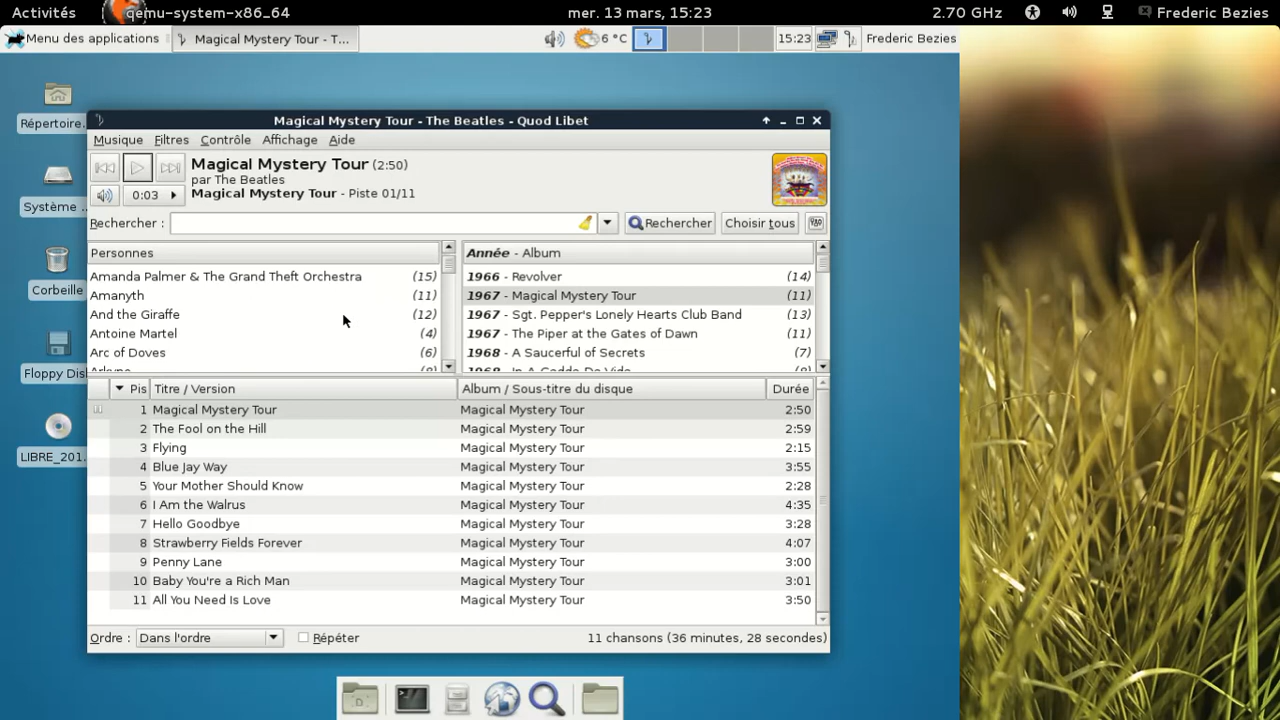 Activités
qemu-system-x86_64
mer. 13 mars, 15:23
2.70 GHz
Frederic Bezies
Menu des applications
Magical Mystery Tour - T...
6 °C
15:23
Frederic Bezies
Répertoire.
Système ..
Corbeille
Floppy Dis
LIBRE_201.
Magical Mystery Tour - The Beatles - Quod Libet
Musique Filtres Contrôle Affichage Aide
Magical Mystery Tour (2:50)
par The Beatles
Magical Mystery Tour - Piste 01/11
0:03
Rechercher :
Rechercher
Choisir tous
Personnes
Amanda Palmer & The Grand Theft Orchestra (15)
Amanyth (11)
And the Giraffe (12)
Antoine Martel (4)
Arc of Doves (6)
Année - Album
1966 - Revolver (14)
1967 - Magical Mystery Tour (11)
1967 - Sgt. Pepper's Lonely Hearts Club Band (13)
1967 - The Piper at the Gates of Dawn (11)
1968 - A Saucerful of Secrets (7)
Pis Titre / Version Album / Sous-titre du disque Durée
1 Magical Mystery Tour Magical Mystery Tour 2:50
2 The Fool on the Hill Magical Mystery Tour 2:59
3 Flying Magical Mystery Tour 2:15
4 Blue Jay Way Magical Mystery Tour 3:55
5 Your Mother Should Know Magical Mystery Tour 2:28
6 I Am the Walrus Magical Mystery Tour 4:35
7 Hello Goodbye Magical Mystery Tour 3:28
8 Strawberry Fields Forever Magical Mystery Tour 4:07
9 Penny Lane Magical Mystery Tour 3:00
10 Baby You're a Rich Man Magical Mystery Tour 3:01
11 All You Need Is Love Magical Mystery Tour 3:50
Ordre : Dans l'ordre Répéter 11 chansons (36 minutes, 28 secondes)